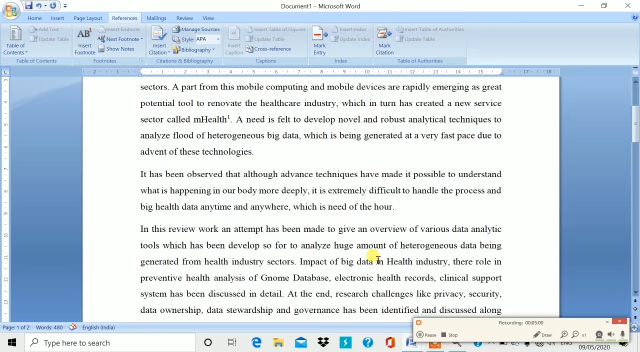 Document1 - Microsoft Word
Home Insert Page Layout References Mailings Review View
Add Text
Update Table
Table of Contents
Table of Contents
AB¹
Insert Footnote
Insert Endnote
Next Footnote
Show Notes
Footnotes
Insert Citation
Manage Sources
Style: APA
Bibliography
Citations & Bibliography
Insert Caption
Insert Table of Figures
Update Table
Cross-reference
Captions
Mark Entry
Insert Index
Update Index
Index
Mark Citation
Insert Table of Authorities
Update Table
Table of Authorities
sectors. A part from this mobile computing and mobile devices are rapidly emerging as great
potential tool to renovate the healthcare industry, which in turn has created a new service
sector called mHealth¹. A need is felt to develop novel and robust analytical techniques to
analyze flood of heterogeneous big data, which is being generated at a very fast pace due to
advent of these technologies.
It has been observed that although advance techniques have made it possible to understand
what is happening in our body more deeply, it is extremely difficult to handle the process and
big health data anytime and anywhere, which is need of the hour.
In this review work an attempt has been made to give an overview of various data analytic
tools which has been develop so for to analyze huge amount of heterogeneous data being
generated from health industry sectors. Impact of big data in Health industry, there role in
preventive health analysis of Gnome Database, electronic health records, clinical support
system has been discussed in detail. At the end, research challenges like privacy, security,
data ownership, data stewardship and governance has been identified and discussed along
Page: 1 of 2 Words: 480 English (India)
Recording: 00:05:00
Pause Stop Draw
Type here to search
ENG
09/05/2020